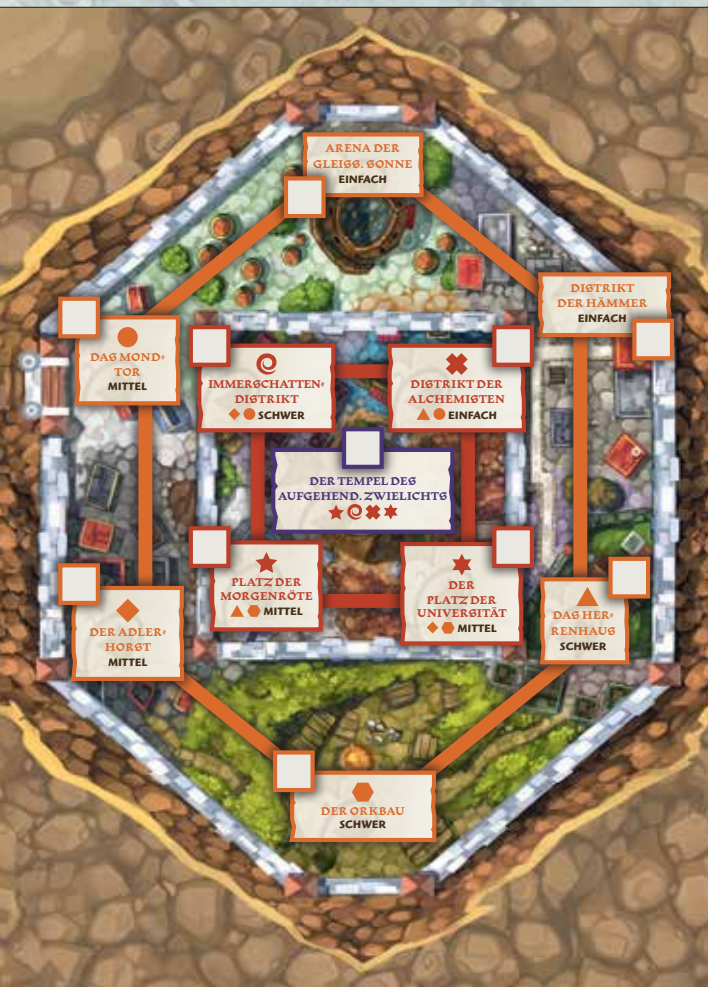 ARENA DER
GLEISS. SONNE
EINFACH
DISTRIKT
DER HÄMMER
EINFACH
DAS MOND-
TOR
MITTEL
IMMERSCHATTEN-
DISTRIKT
SCHWER
DISTRIKT DER
ALCHEMISTEN
EINFACH
DER TEMPEL DES
AUFGEHEND. ZWIELICHTS
PLATZ DER
MORGENRÖTE
MITTEL
DER
PLATZ DER
UNIVERSITÄT
MITTEL
DER ADLER-
HORST
MITTEL
DAS HER-
RENHAUS
SCHWER
DER ORKBAU
SCHWER